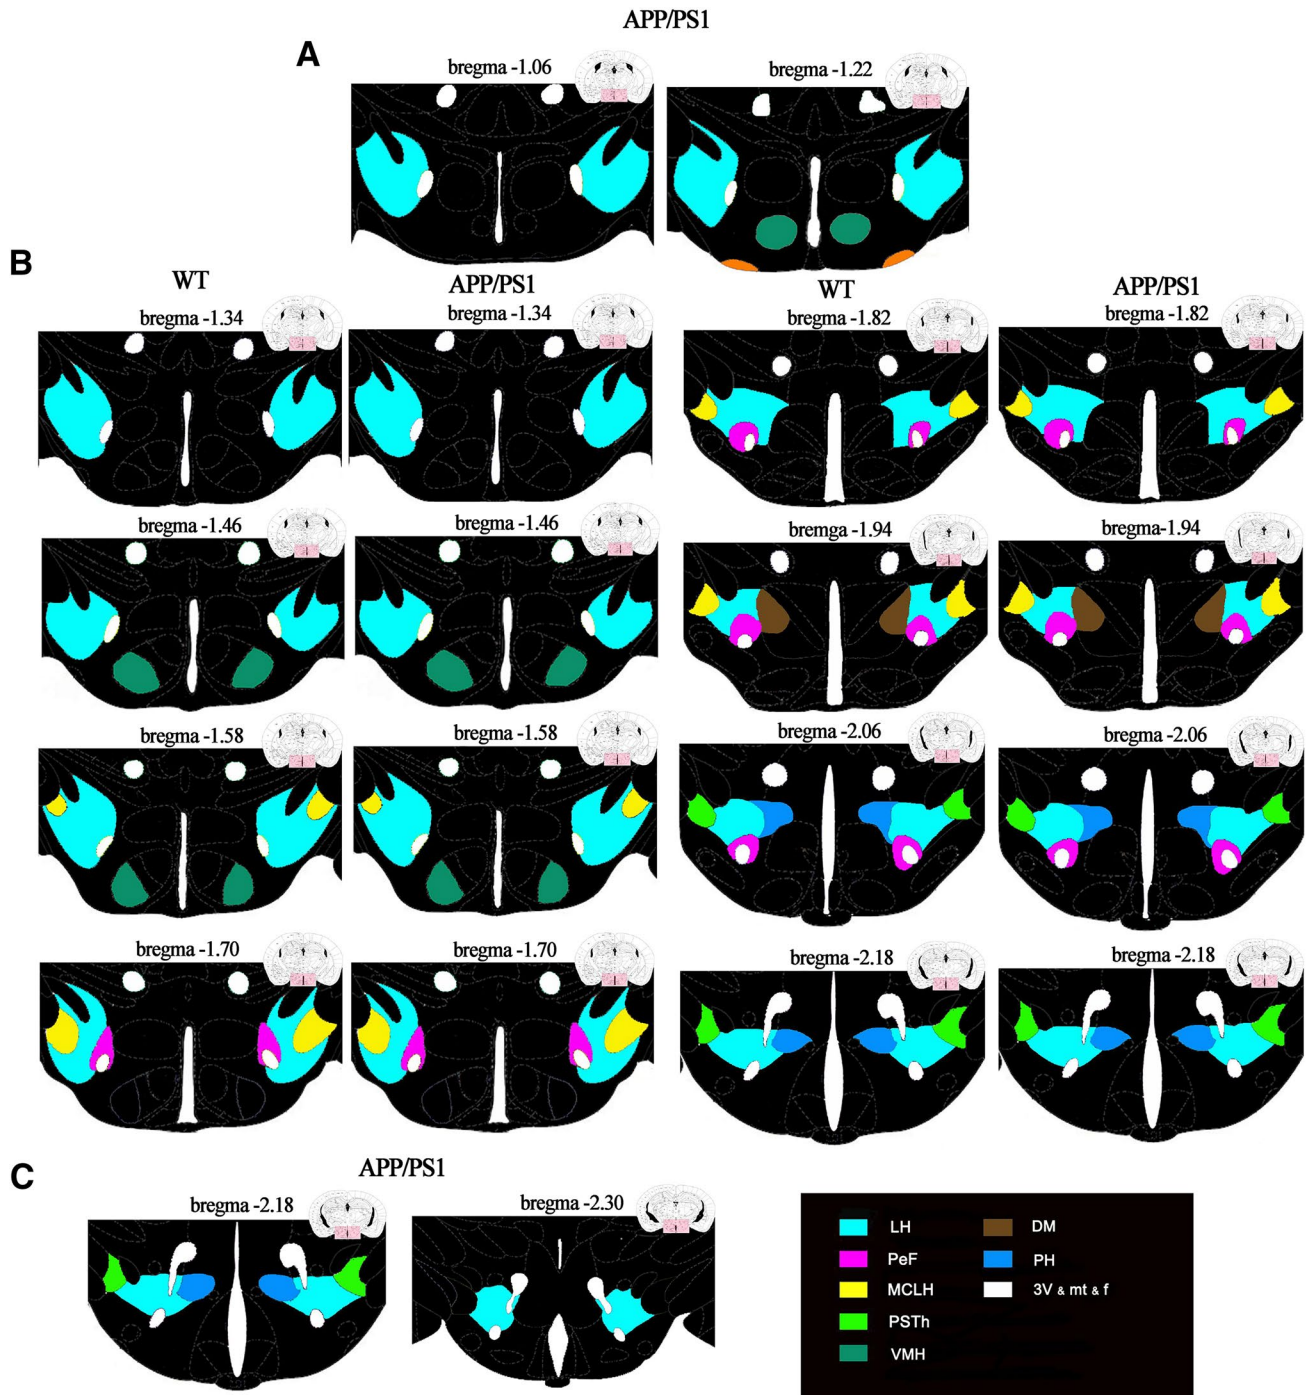 APP/PS1
A
bregma -1.06
bregma -1.22
B
WT
APP/PS1
WT
APP/PS1
bregma -1.34
bregma -1.34
bregma -1.82
bregma -1.82
bregma -1.46
bregma -1.46
bremga -1.94
bregma-1.94
bregma -1.58
bregma -1.58
bregma -2.06
bregma -2.06
bregma -1.70
bregma -1.70
bregma -2.18
bregma -2.18
C
APP/PS1
bregma -2.18
bregma -2.30
LH
DM
PeF
PH
MCLH
3V & mt & f
PSTh
VMH